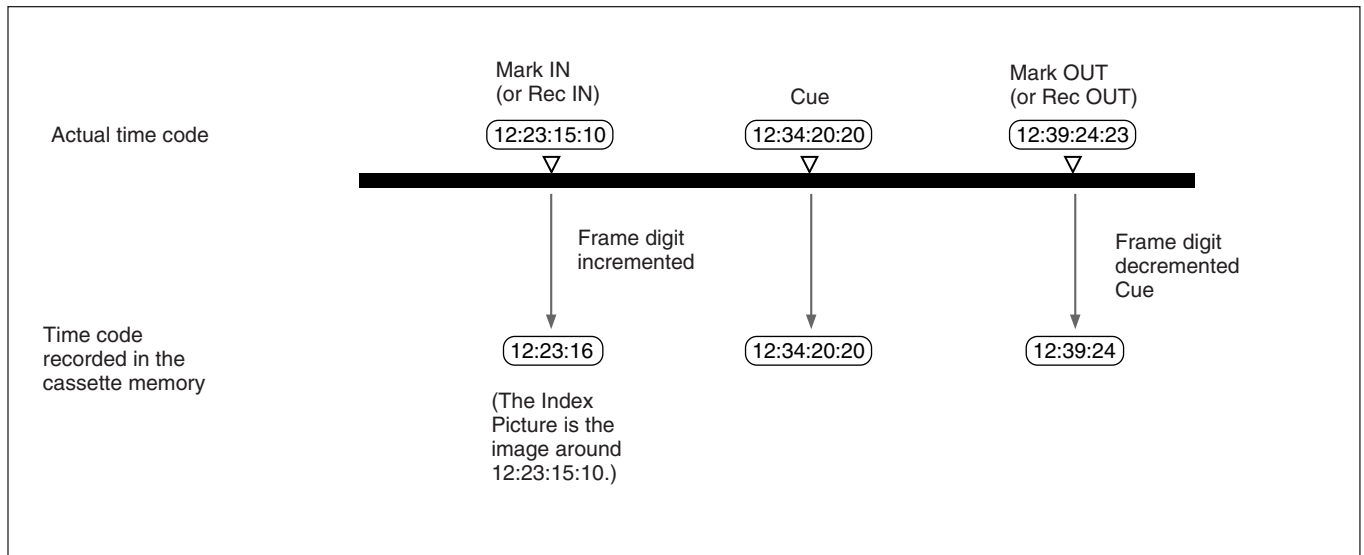 Mark IN
(or Rec IN)
Cue
Mark OUT
(or Rec OUT)
Actual time code
12:23:15:10
12:34:20:20
12:39:24:23
Frame digit
incremented
Frame digit
decremented
Cue
Time code
recorded in the
cassette memory
12:23:16
12:34:20:20
12:39:24
(The Index
Picture is the
image around
12:23:15:10.)